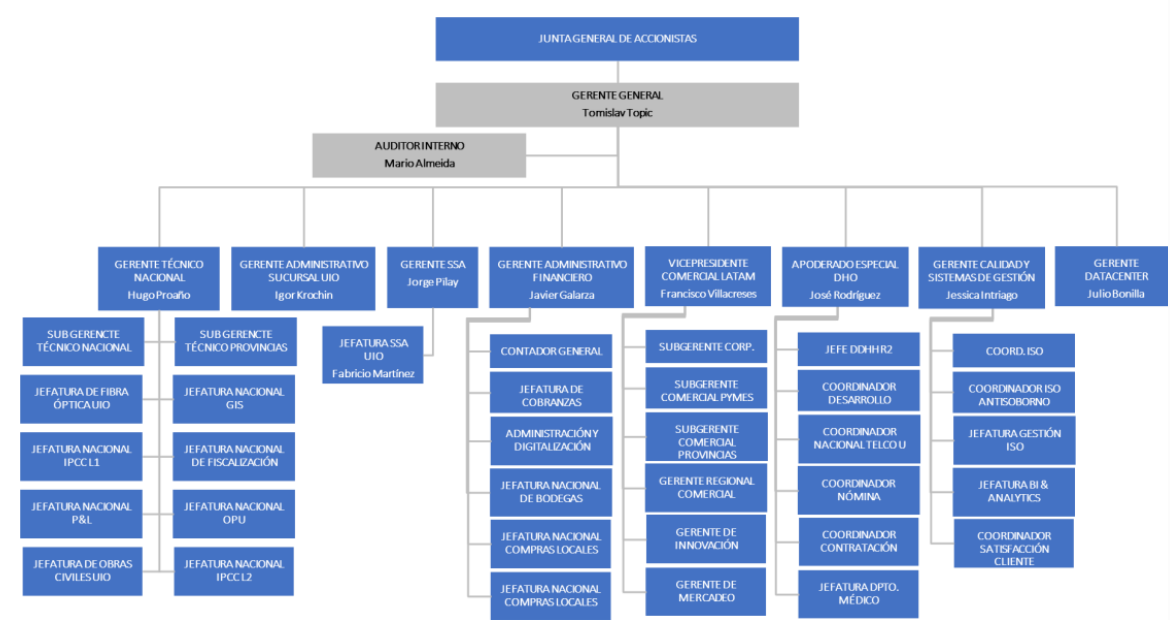 JUNTA GENERAL DE ACCIONISTAS
GERENTE GENERAL
Tomislav Topic
AUDITOR INTERNO
Mario Almeida
GERENTE TÉCNICO
NACIONAL
Hugo Proaño
GERENTE ADMINISTRATIVO
SUCURSAL UIO
Igor Krochin
GERENTE SSA
Jorge Pilay
GERENTE ADMINISTRATIVO
FINANCIERO
Javier Galarza
VICEPRESIDENTE
COMERCIAL LATAM
Francisco Villacreses
APODERADO ESPECIAL
DHO
José Rodríguez
GERENTE CALIDAD Y
SISTEMAS DE GESTIÓN
Jessica Intriago
GERENTE
DATACENTER
Julio Bonilla
SUB GERENCTE
TÉCNICO NACIONAL
SUB GERENCTE
TÉCNICO PROVINCIAS
JEFATURA DE FIBRA
ÓPTICA UIO
JEFATURA NACIONAL
GIS
JEFATURA NACIONAL
IPCC L1
JEFATURA NACIONAL
DE FISCALIZACIÓN
JEFATURA NACIONAL
P&L
JEFATURA NACIONAL
OPU
JEFATURA DE OBRAS
CIVILES UIO
JEFATURA NACIONAL
IPCC L2
JEFATURA SSA
UIO
Fabricio Martínez
CONTADOR GENERAL
JEFATURA DE
COBRANZAS
ADMINISTRACIÓN Y
DIGITALIZACIÓN
JEFATURA NACIONAL
DE BODEGAS
JEFATURA NACIONAL
COMPRAS LOCALES
JEFATURA NACIONAL
COMPRAS LOCALES
SUBGERENTE CORP.
SUBGERENTE
COMERCIAL PYMES
SUBGERENTE
COMERCIAL
PROVINCIAS
GERENTE REGIONAL
COMERCIAL
GERENTE DE
INNOVACIÓN
GERENTE DE
MERCADEO
JEFE DDHH R2
COORDINADOR
DESARROLLO
COORDINADOR
NACIONAL TELCO U
COORDINADOR
NÓMINA
COORDINADOR
CONTRATACIÓN
JEFATURA DPTO.
MÉDICO
COORD. ISO
COORDINADOR ISO
ANTISOBORNO
JEFATURA GESTIÓN
ISO
JEFATURA BI &
ANALYTICS
COORDINADOR
SATISFACCIÓN
CLIENTE